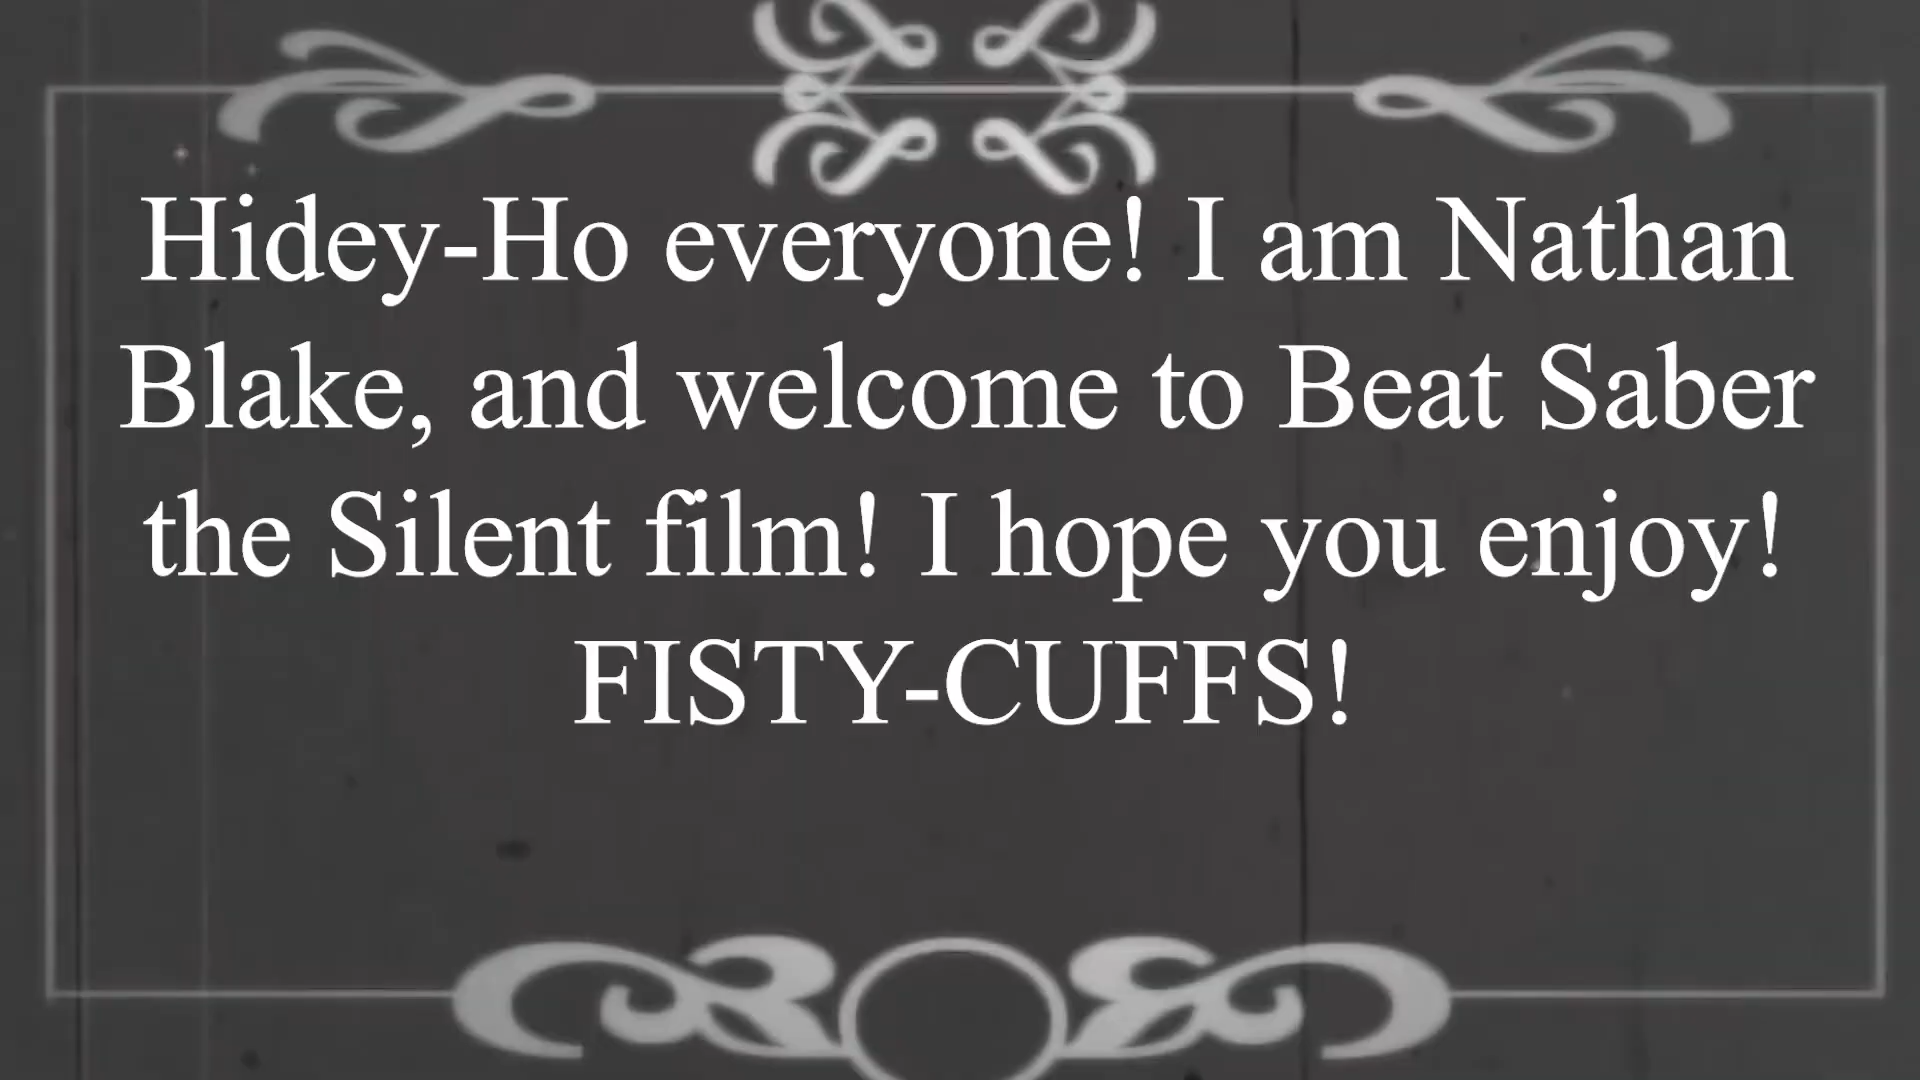 Hidey-Ho everyone! I am Nathan
Blake, and welcome to Beat Saber
the Silent film! I hope you enjoy!
FISTY-CUFFS!